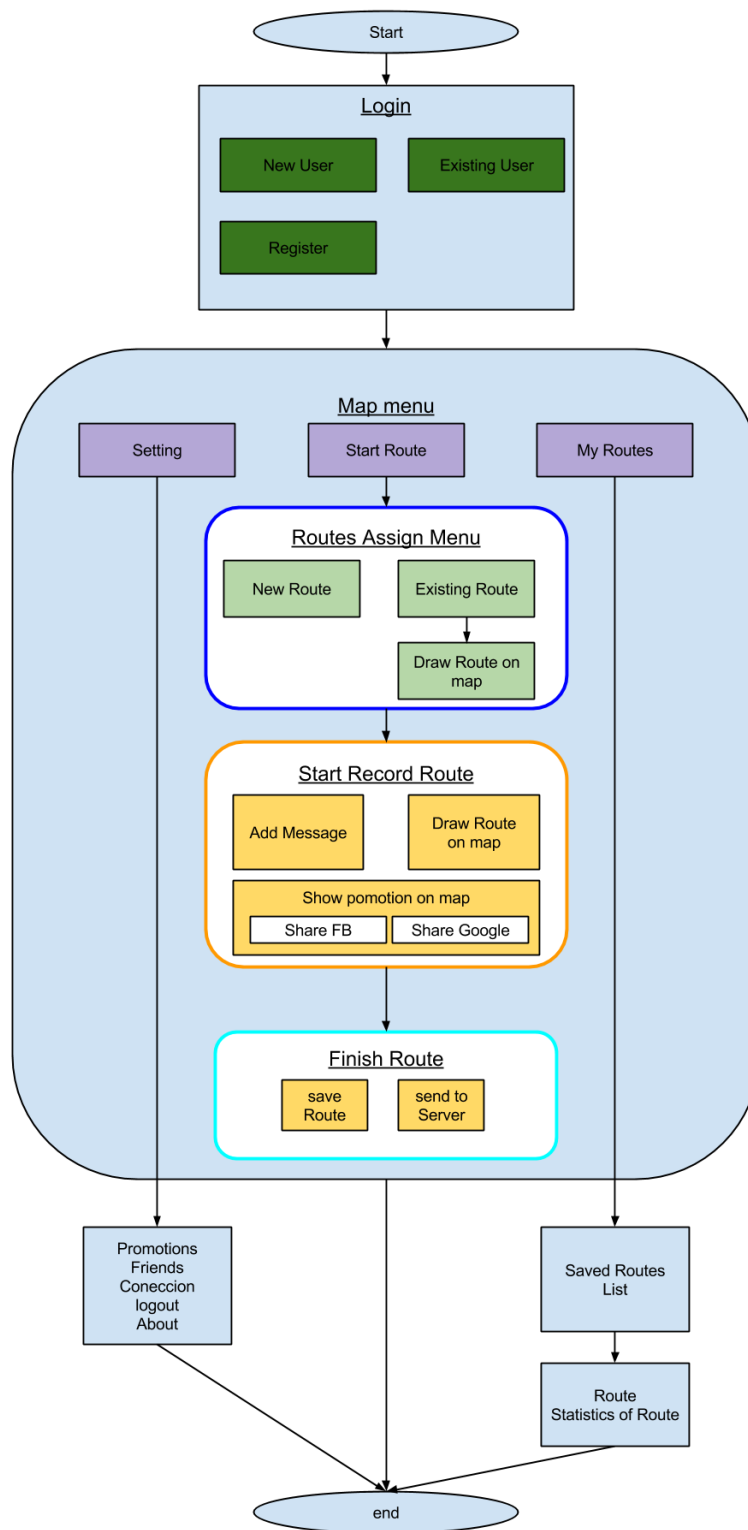 Start
Login
New User
Existing User
Register
Map menu
Setting
Start Route
My Routes
Routes Assign Menu
New Route
Existing Route
Draw Route on
map
Start Record Route
Add Message
Draw Route
on map
Show pomotion on map
Share FB
Share Google
Finish Route
save
Route
send to
Server
Promotions
Friends
Coneccion
logout
About
Saved Routes
List
Route
Statistics of Route
end